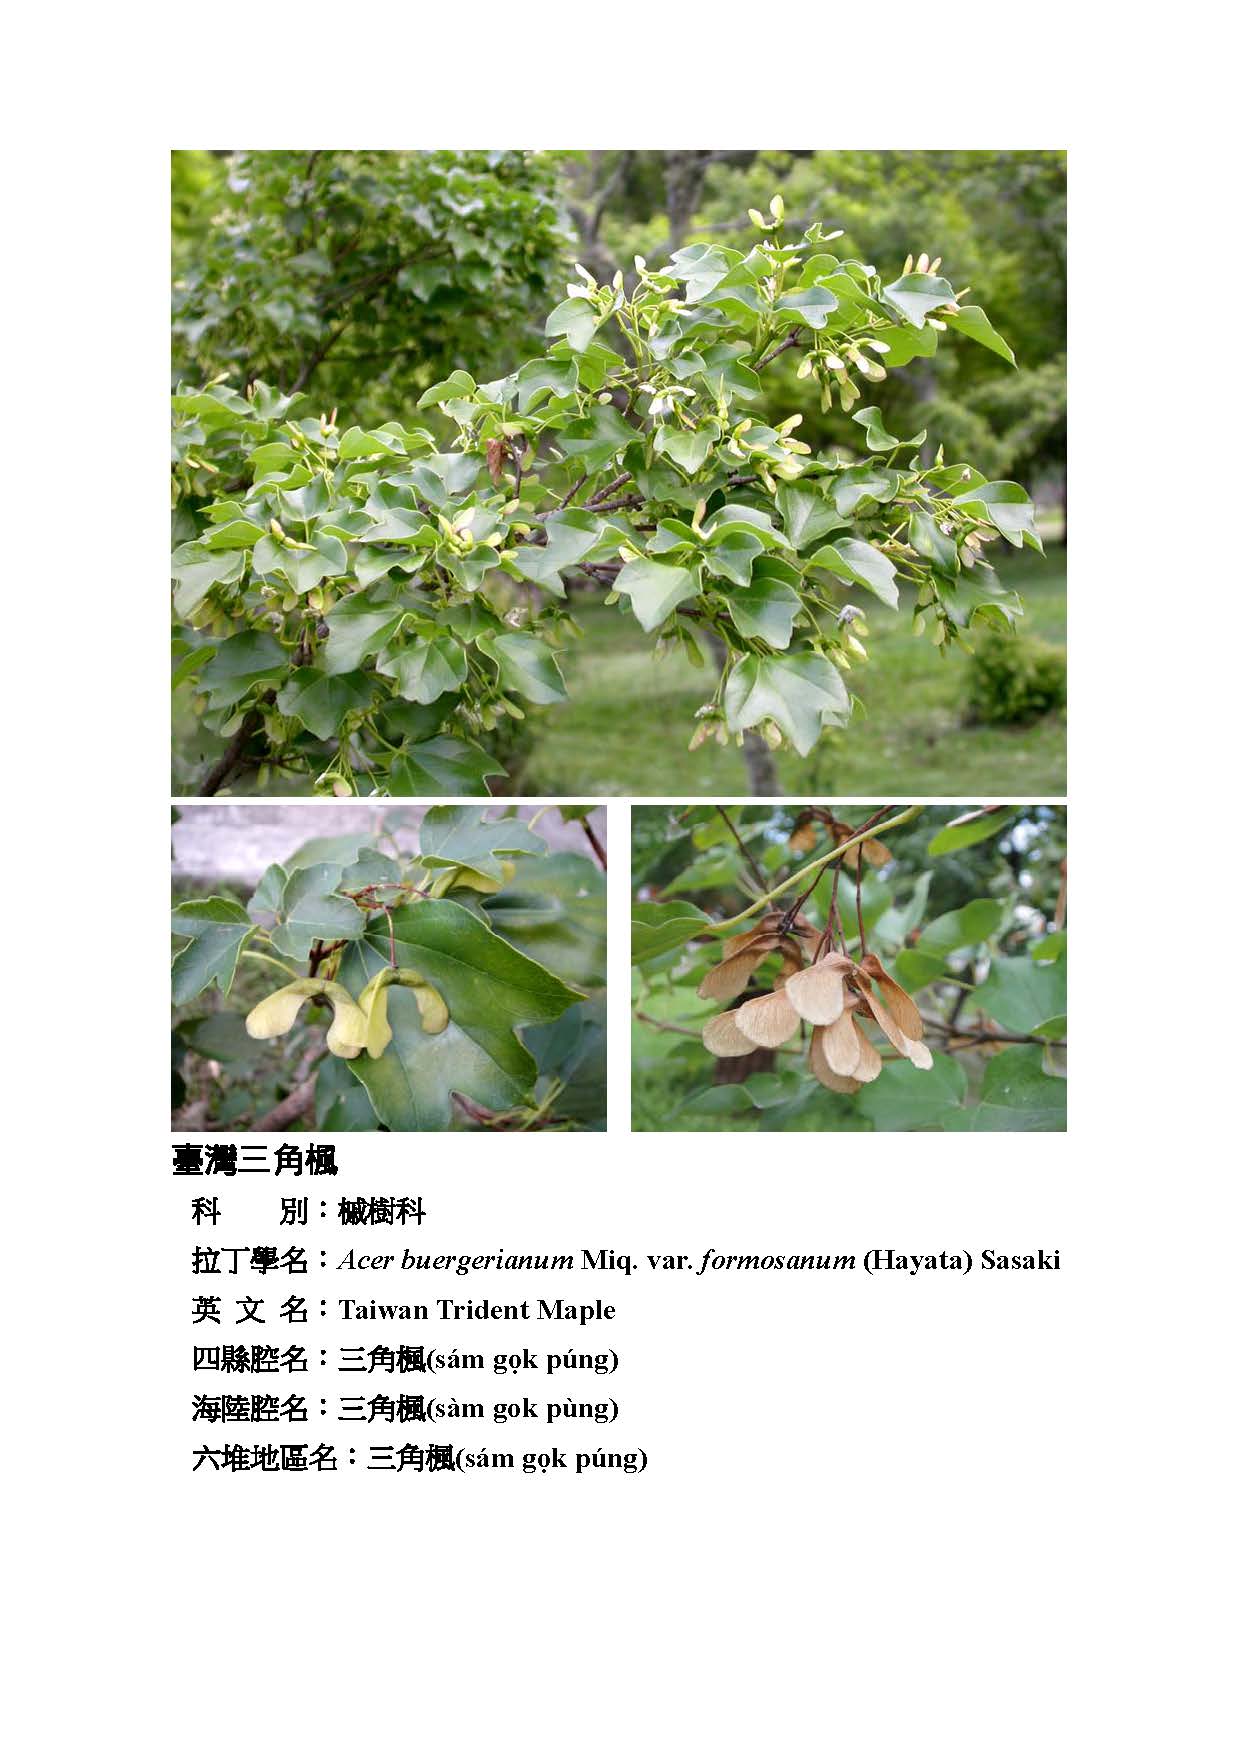 臺灣三角楓
科　　別：槭樹科
拉丁學名：Acer buergerianum Miq. var. formosanum (Hayata) Sasaki
英 文 名：Taiwan Trident Maple
四縣腔名：三角楓(sám gọk púng)
海陸腔名：三角楓(sàm gok pùng)
六堆地區名：三角楓(sám gọk púng)